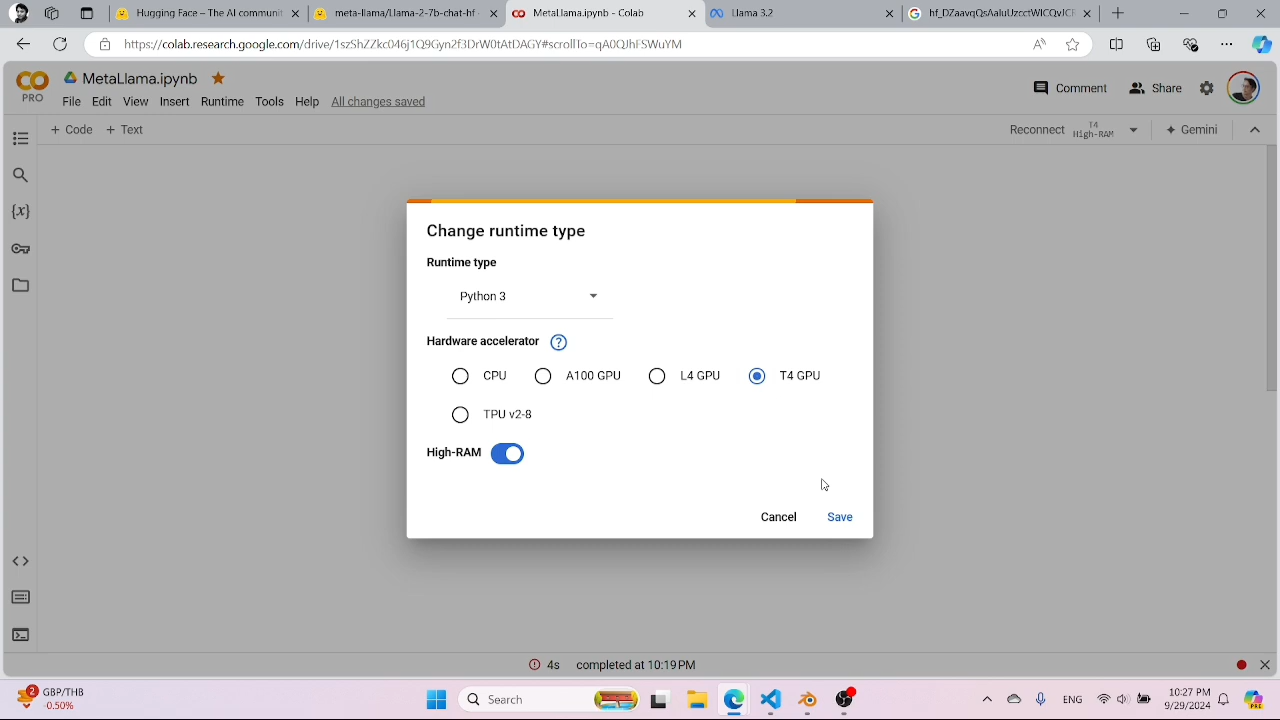 Hugging Face – The AI communit
meta-llama/Llama-2-7b-chat-hf
MetaLlama.ipynb - Colab
Llama 3.2
https://colab.research.google.com/drive/1szShZZkc046j1Q9Gyn2f3DrW0tAtDAGY#scrollTo=qA0QJhFSWuYM
CO
PRO
MetaLlama.ipynb
File Edit View Insert Runtime Tools Help All changes saved
Comment Share
+ Code + Text
Reconnect T4 High-RAM
Gemini
{x}
Change runtime type
Runtime type
Python 3
Hardware accelerator ?
CPU A100 GPU L4 GPU T4 GPU
TPU v2-8
High-RAM
Cancel Save
4s completed at 10:19 PM
2
GBP/THB
-0.50%
Search
ENG
10:27 PM
9/29/2024